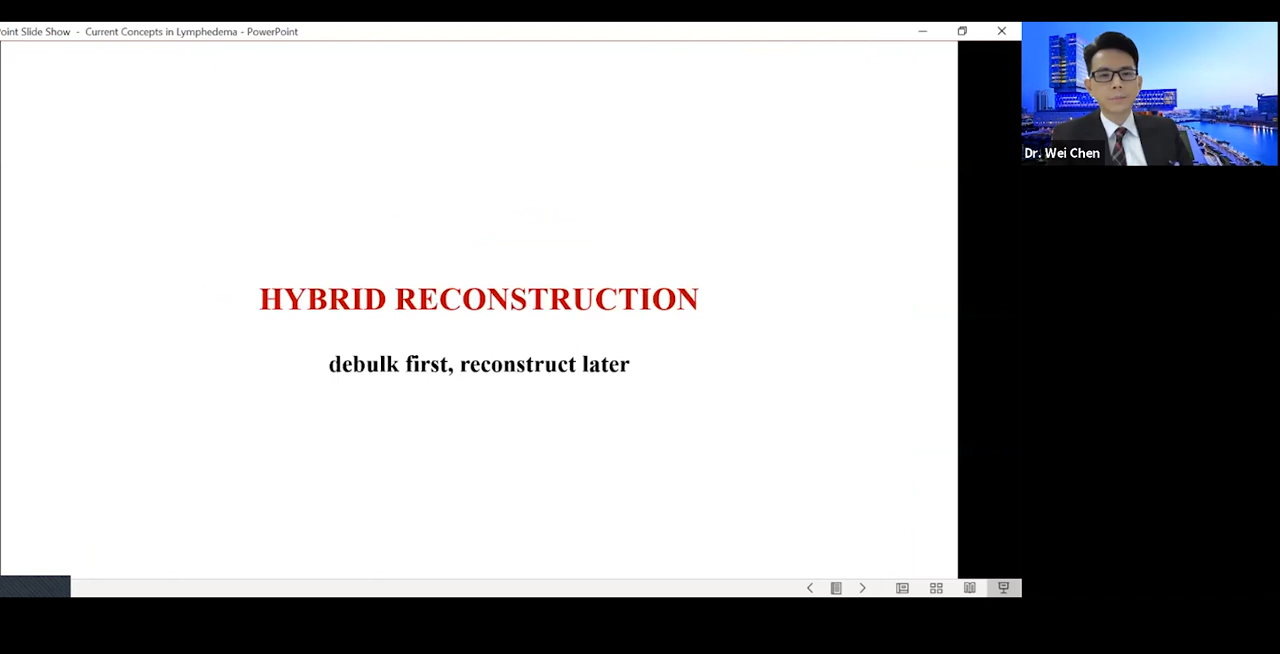 oint Slide Show - Current Concepts in Lymphedema - PowerPoint
HYBRID RECONSTRUCTION
debulk first, reconstruct later
Dr. Wei Chen